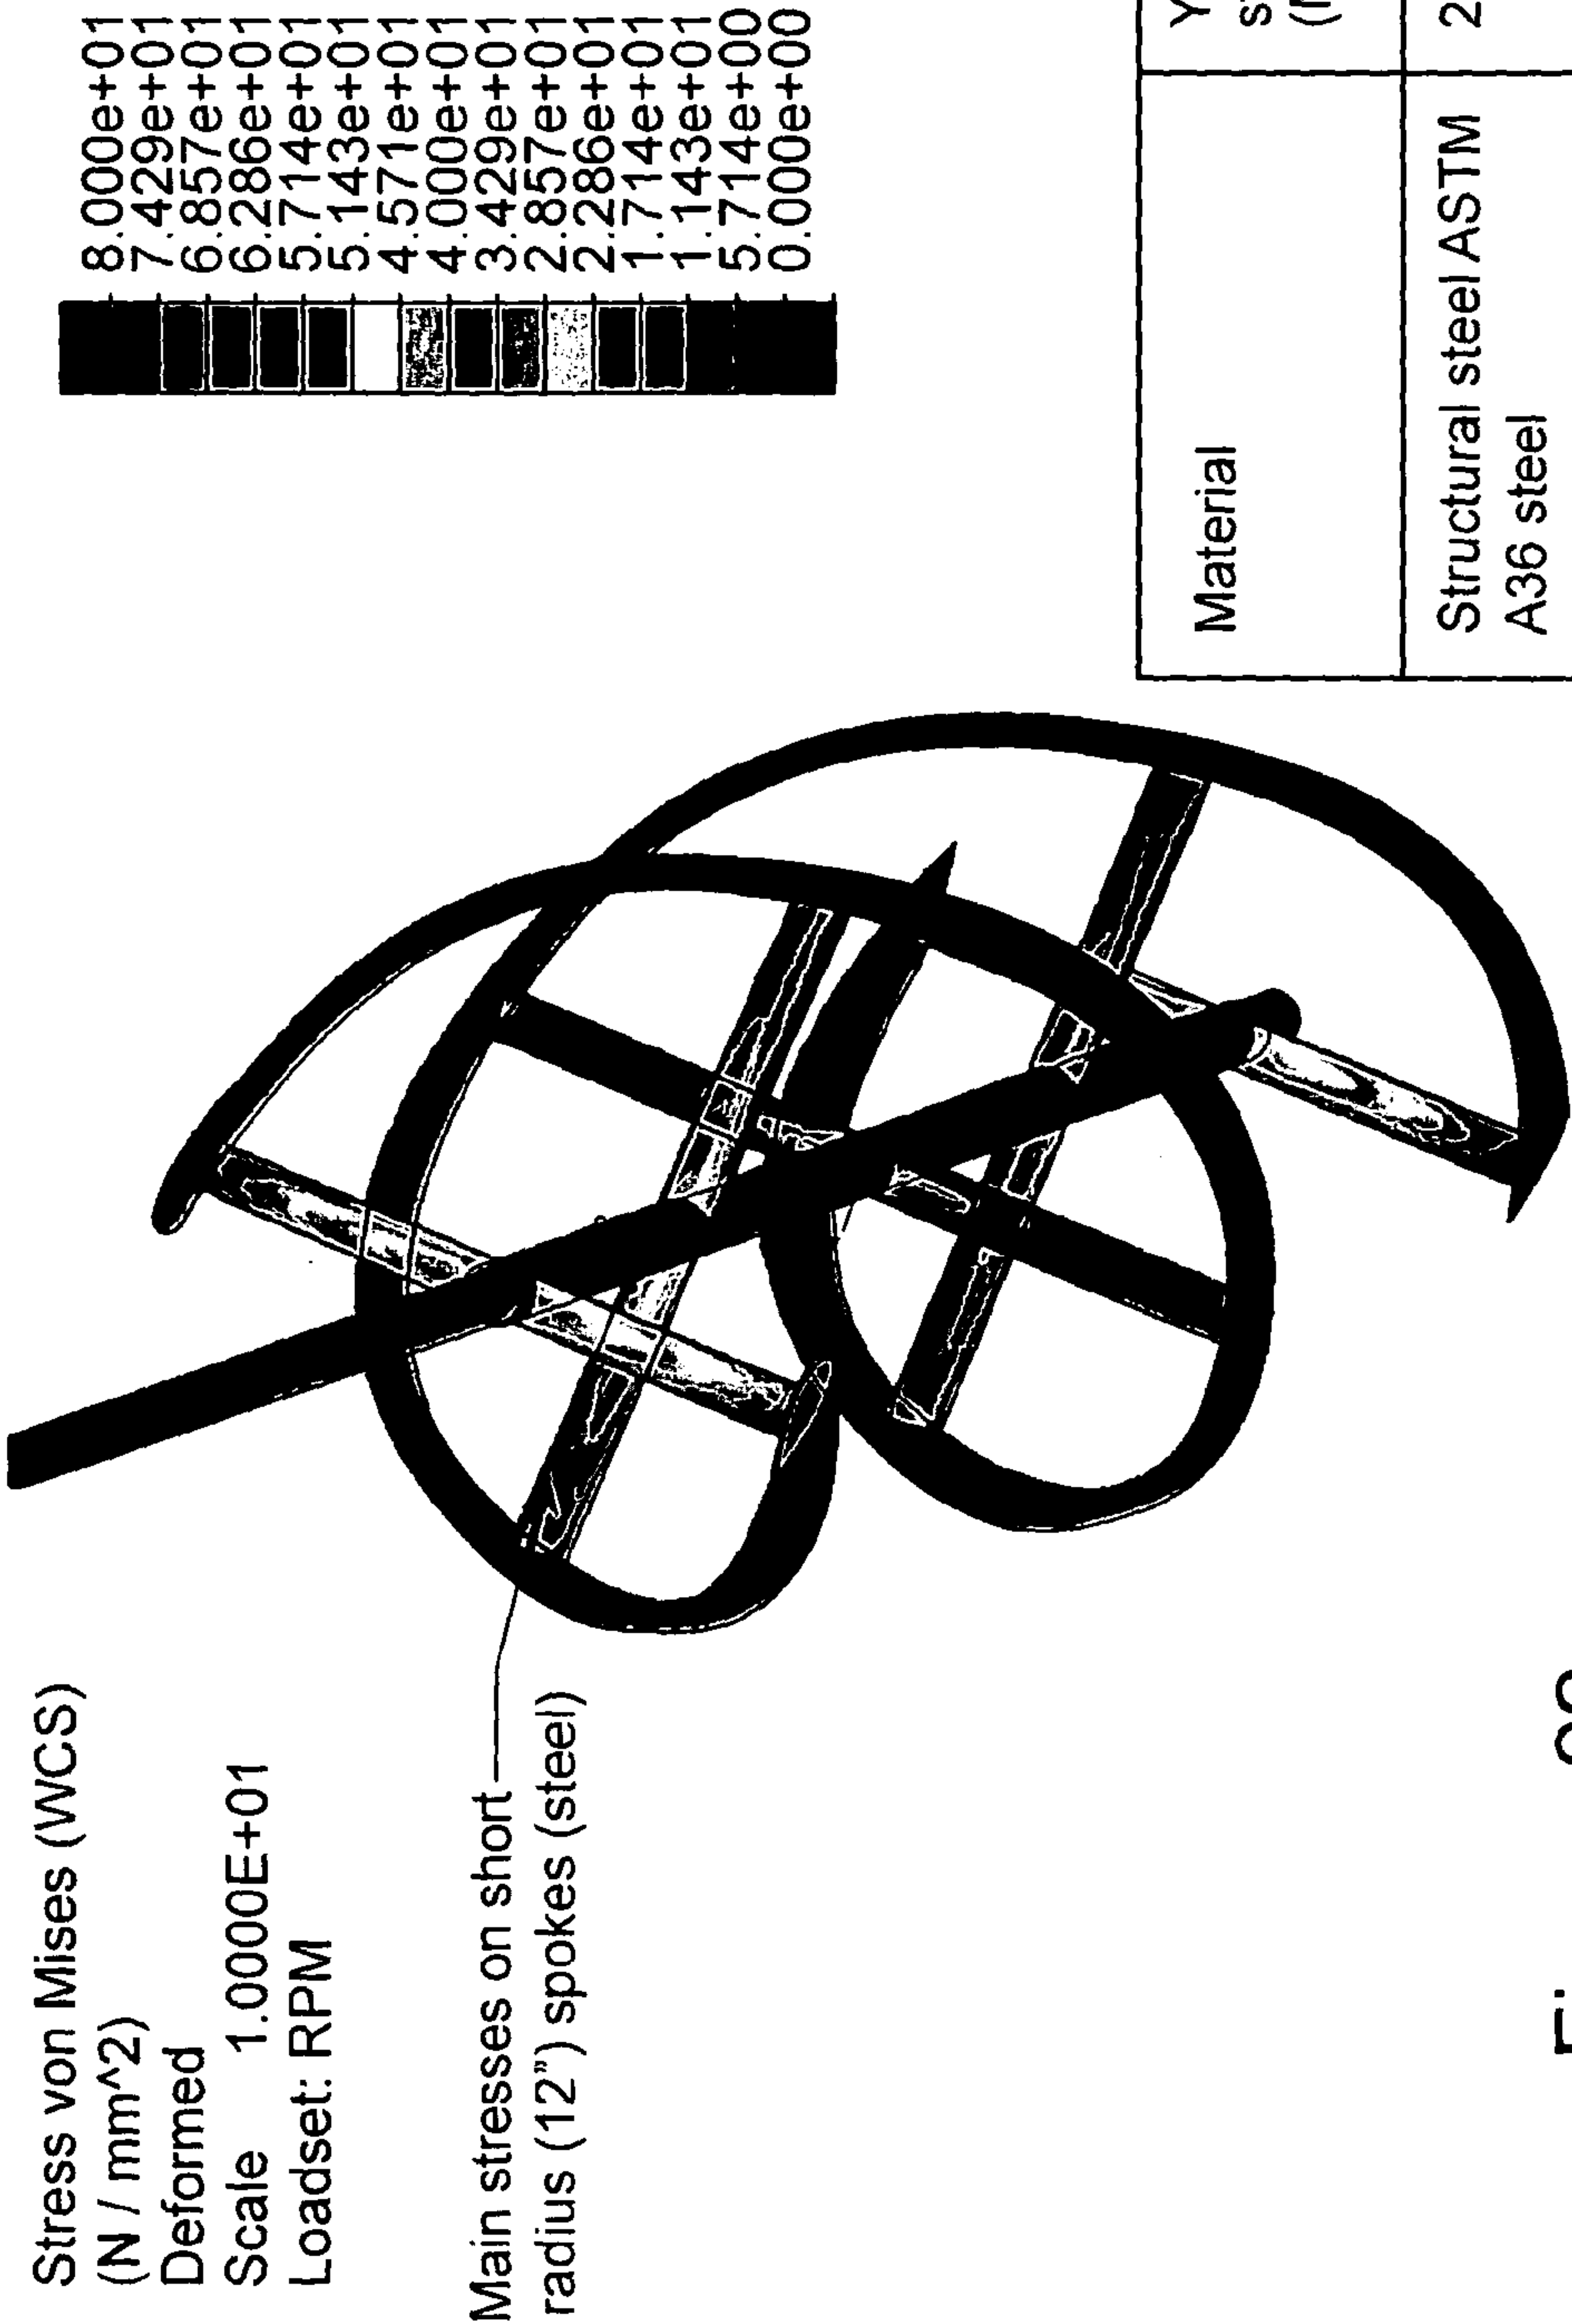 Stress von Mises (WCS)
(N / mm^2)
Deformed
Scale 1.0000E+01
Loadset: RPM
Main stresses on short
radius (12") spokes (steel)
8.000e+01
7.429e+01
6.857e+01
6.286e+01
5.714e+01
5.143e+01
4.571e+01
4.000e+01
3.429e+01
2.857e+01
2.286e+01
1.714e+01
1.143e+01
5.714e+00
0.000e+00
Material
Structural steel ASTM
A36 steel